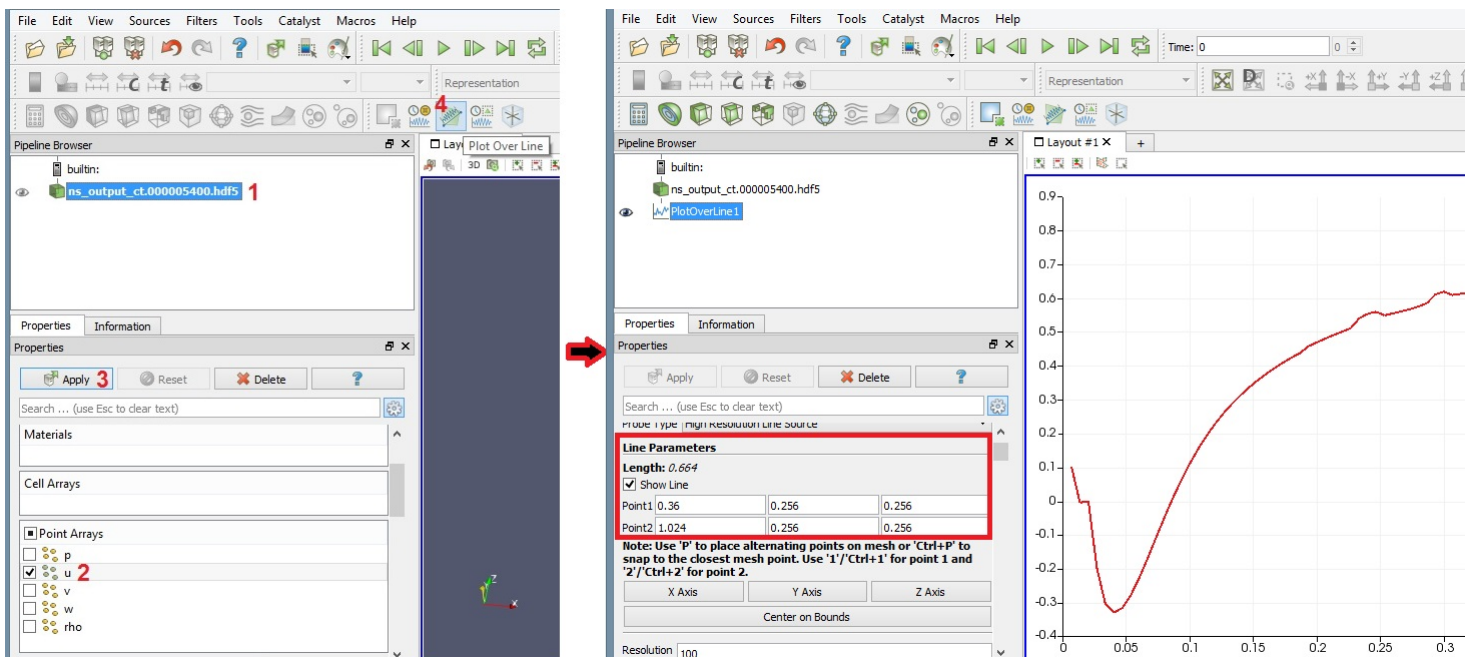 File Edit View Sources Filters Tools Catalyst Macros Help
Representation
4
Pipeline Browser
Plot Over Line
builtin:
3D
ns_output_ct.000005400.hdf5 1
Properties Information
Properties
Apply 3 Reset Delete ?
Search ... (use Esc to clear text)
Materials
Cell Arrays
Point Arrays
p
u 2
v
w
rho
Z
X
File Edit View Sources Filters Tools Catalyst Macros Help
Time: 0 0
Representation
+X -X +Y -Y +Z
Pipeline Browser
Layout #1 X +
builtin:
ns_output_ct.000005400.hdf5
PlotOverLine1
Properties Information
Properties
Apply Reset Delete ?
Search ... (use Esc to clear text)
Probe Type High Resolution Line Source
Line Parameters
Length: 0.664
Show Line
Point1 0.36 0.256 0.256
Point2 1.024 0.256 0.256
Note: Use 'P' to place alternating points on mesh or 'Ctrl+P' to
snap to the closest mesh point. Use '1'/'Ctrl+1' for point 1 and
'2'/'Ctrl+2' for point 2.
X Axis Y Axis Z Axis
Center on Bounds
Resolution 100
0.9
0.8
0.7
0.6
0.5
0.4
0.3
0.2
0.1
0
-0.1
-0.2
-0.3
-0.4
0 0.05 0.1 0.15 0.2 0.25 0.3